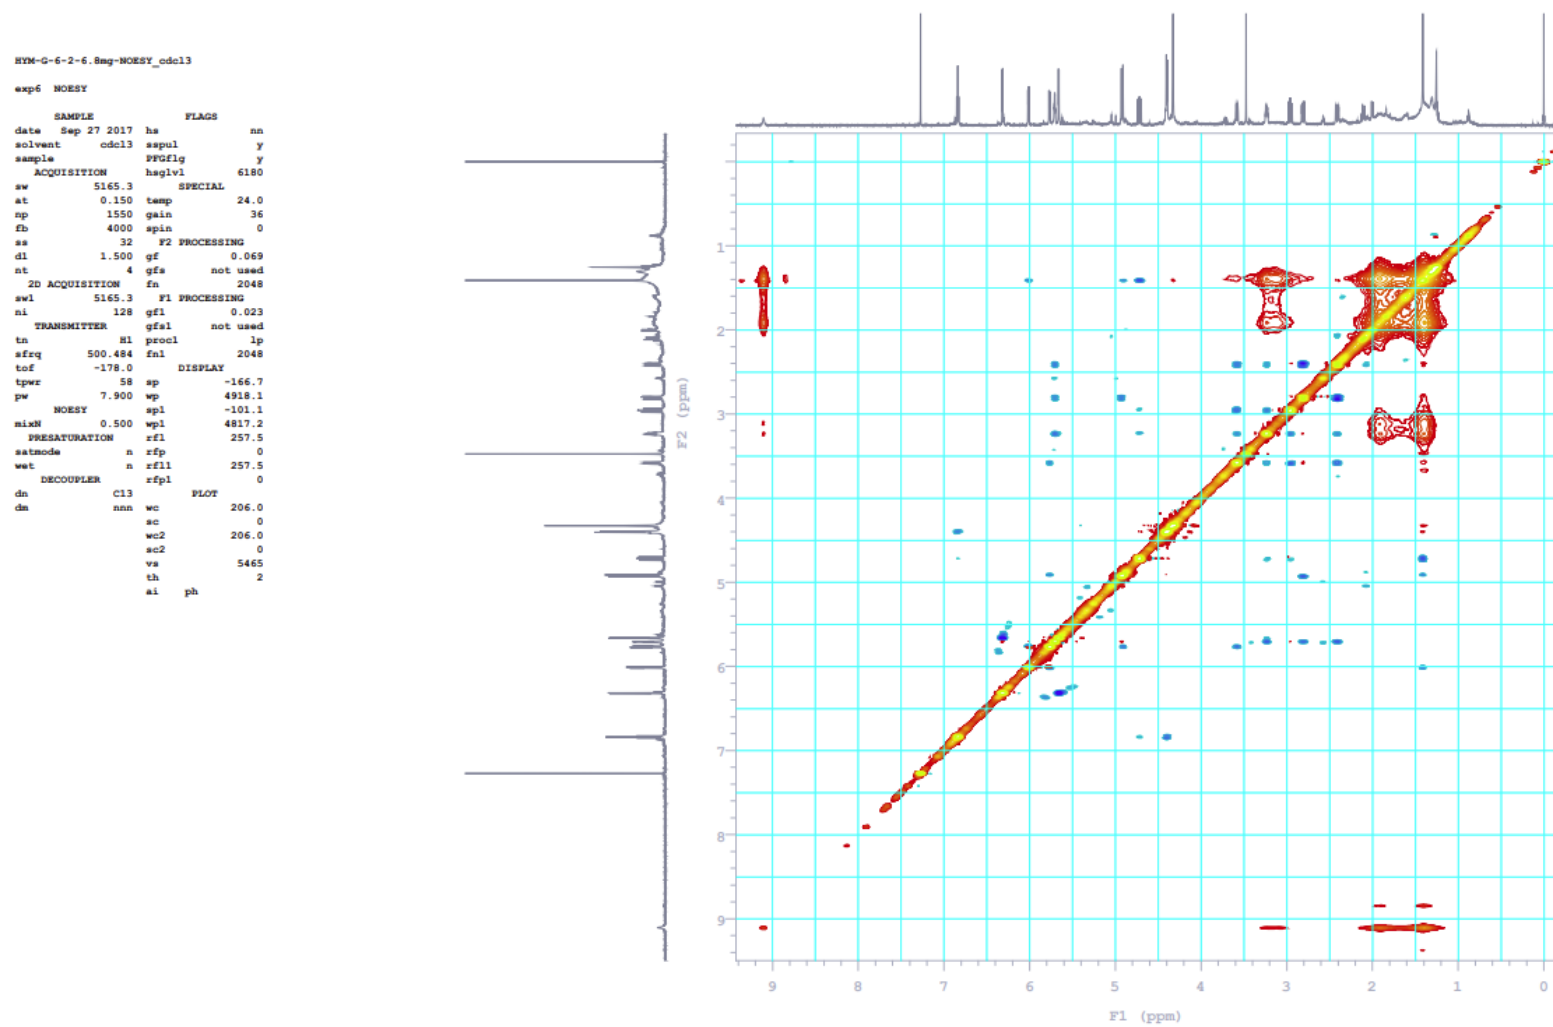 HYM-G-6-2-6.8mg-NOESY_cdcl3
exp6 NOESY
SAMPLE FLAGS
date Sep 27 2017 hs nn
solvent cdcl3 sspul y
sample PFGflg y
ACQUISITION hsglvl 6180
sw 5165.3 SPECIAL
at 0.150 temp 24.0
np 1550 gain 36
fb 4000 spin 0
ss 32 F2 PROCESSING
d1 1.500 gf 0.069
nt 4 gfs not used
2D ACQUISITION fn 2048
sw1 5165.3 F1 PROCESSING
ni 128 gf1 0.023
TRANSMITTER gfs1 not used
tn H1 proc1 lp
sfrq 500.484 fn1 2048
tof -178.0 DISPLAY
tpwr 58 sp -166.7
pw 7.900 wp 4918.1
NOESY sp1 -101.1
mixN 0.500 wp1 4817.2
PRESATURATION rfl 257.5
satmode n rfp 0
wet n rfl1 257.5
DECOUPLER rfp1 0
dn C13 PLOT
dm nnn wc 206.0
sc 0
wc2 206.0
sc2 0
vs 5465
th 2
ai ph
F2 (ppm)
1
2
3
4
5
6
7
8
9
9 8 7 6 5 4 3 2 1 0
F1 (ppm)